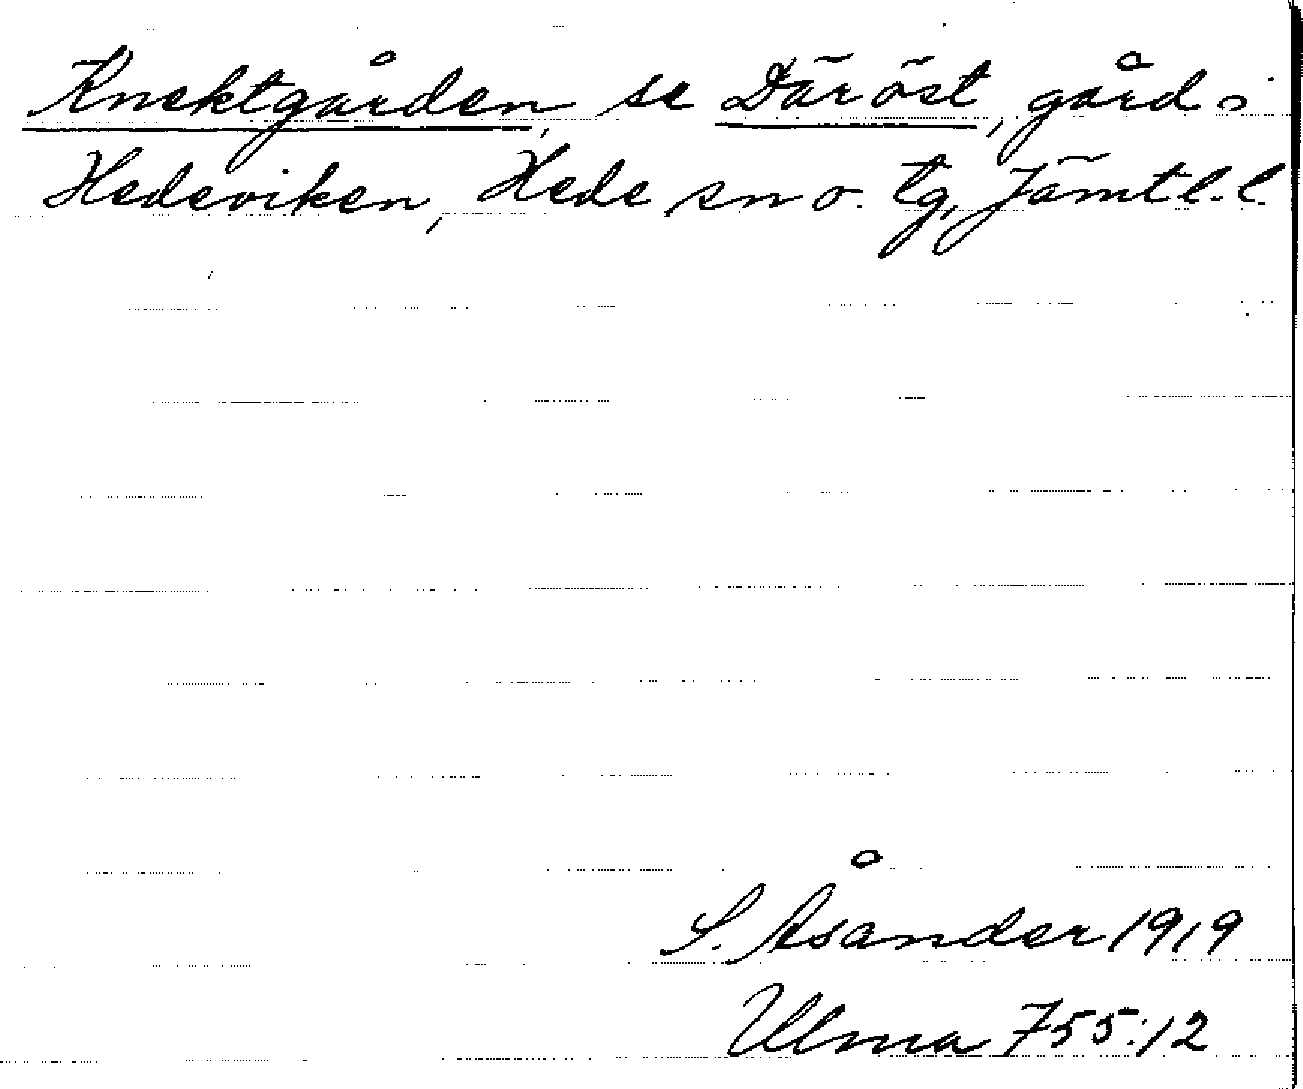 Knektgården, se Däröst, gård i
Hedeviken, Hede sn o. tg, Jämtl. l.
S. Åsander 1919
Ulma 755:12